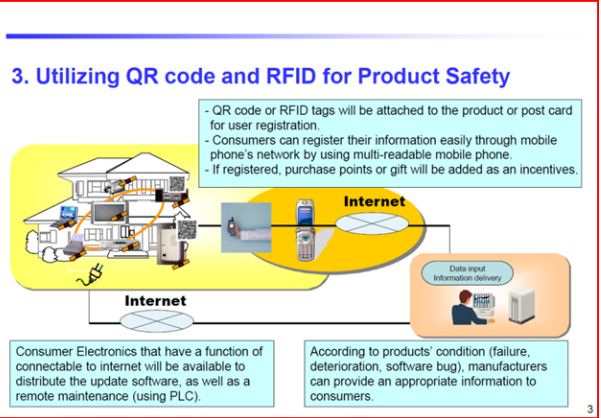 3. Utilizing QR code and RFID for Product Safety
- QR code or RFID tags will be attached to the product or post card
for user registration.
- Consumers can register their information easily through mobile
phone's network by using multi-readable mobile phone.
- If registered, purchase points or gift will be added as an incentives.
Internet
Data input
Information delivery
Internet
Consumer Electronics that have a function of
connectable to internet will be available to
distribute the update software, as well as a
remote maintenance (using PLC).
According to products' condition (failure,
deterioration, software bug), manufacturers
can provide an appropriate information to
consumers.
3